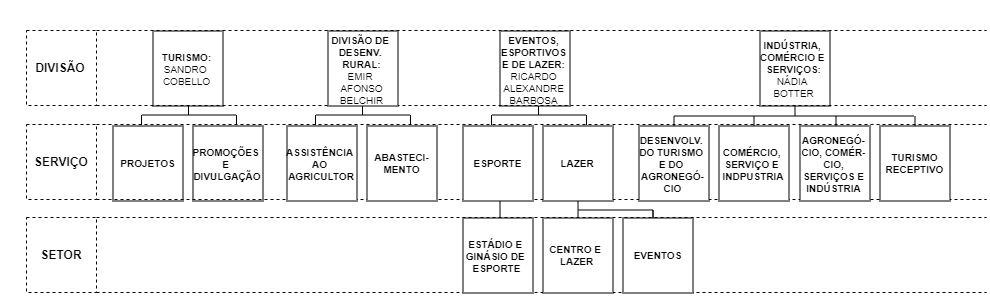 DIVISÃO
TURISMO:
SANDRO
COBELLO
DIVISÃO DE
DESENV.
RURAL:
EMIR
AFONSO
BELCHIR
EVENTOS,
ESPORTIVOS
E DE LAZER:
RICARDO
ALEXANDRE
BARBOSA
INDÚSTRIA,
COMÉRCIO E
SERVIÇOS:
NÁDIA
BOTTER
SERVIÇO
PROJETOS
PROMOÇÕES
E
DIVULGAÇÃO
ASSISTÊNCIA
AO
AGRICULTOR
ABASTECI-
MENTO
ESPORTE
LAZER
DESENVOLV.
DO TURISMO
E DO
AGRONEGÓ-
CIO
COMÉRCIO,
SERVIÇO E
INDPUSTRIA
AGRONEGÓ-
CIO, COMÉR-
CIO,
SERVIÇOS E
INDÚSTRIA
TURISMO
RECEPTIVO
SETOR
ESTÁDIO E
GINÁSIO DE
ESPORTE
CENTRO E
LAZER
EVENTOS